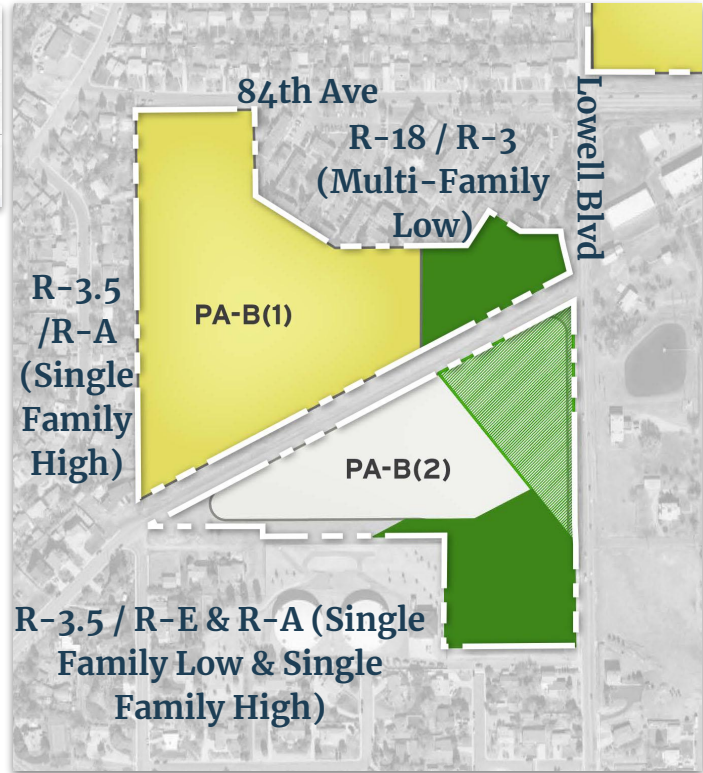 84th Ave
R-18 / R-3
(Multi-Family
Low)
Lowell Blvd
R-3.5
/R-A
(Single
Family
High)
PA-B(1)
PA-B(2)
R-3.5 / R-E & R-A (Single
Family Low & Single
Family High)